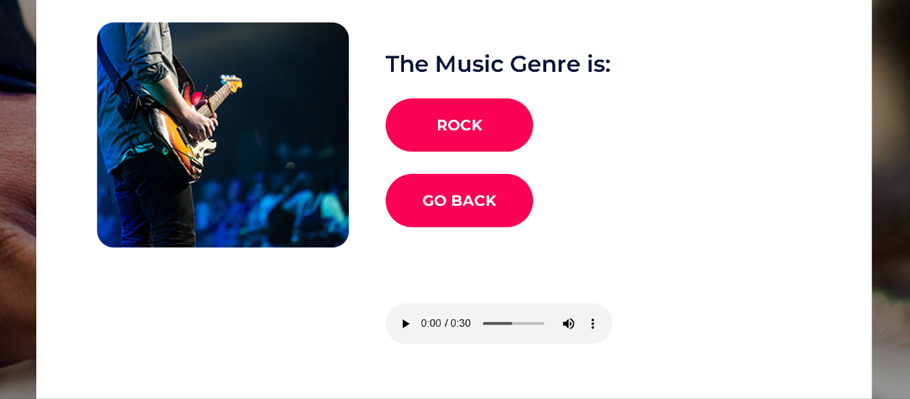 The Music Genre is:
ROCK
GO BACK
0:00 / 0:30